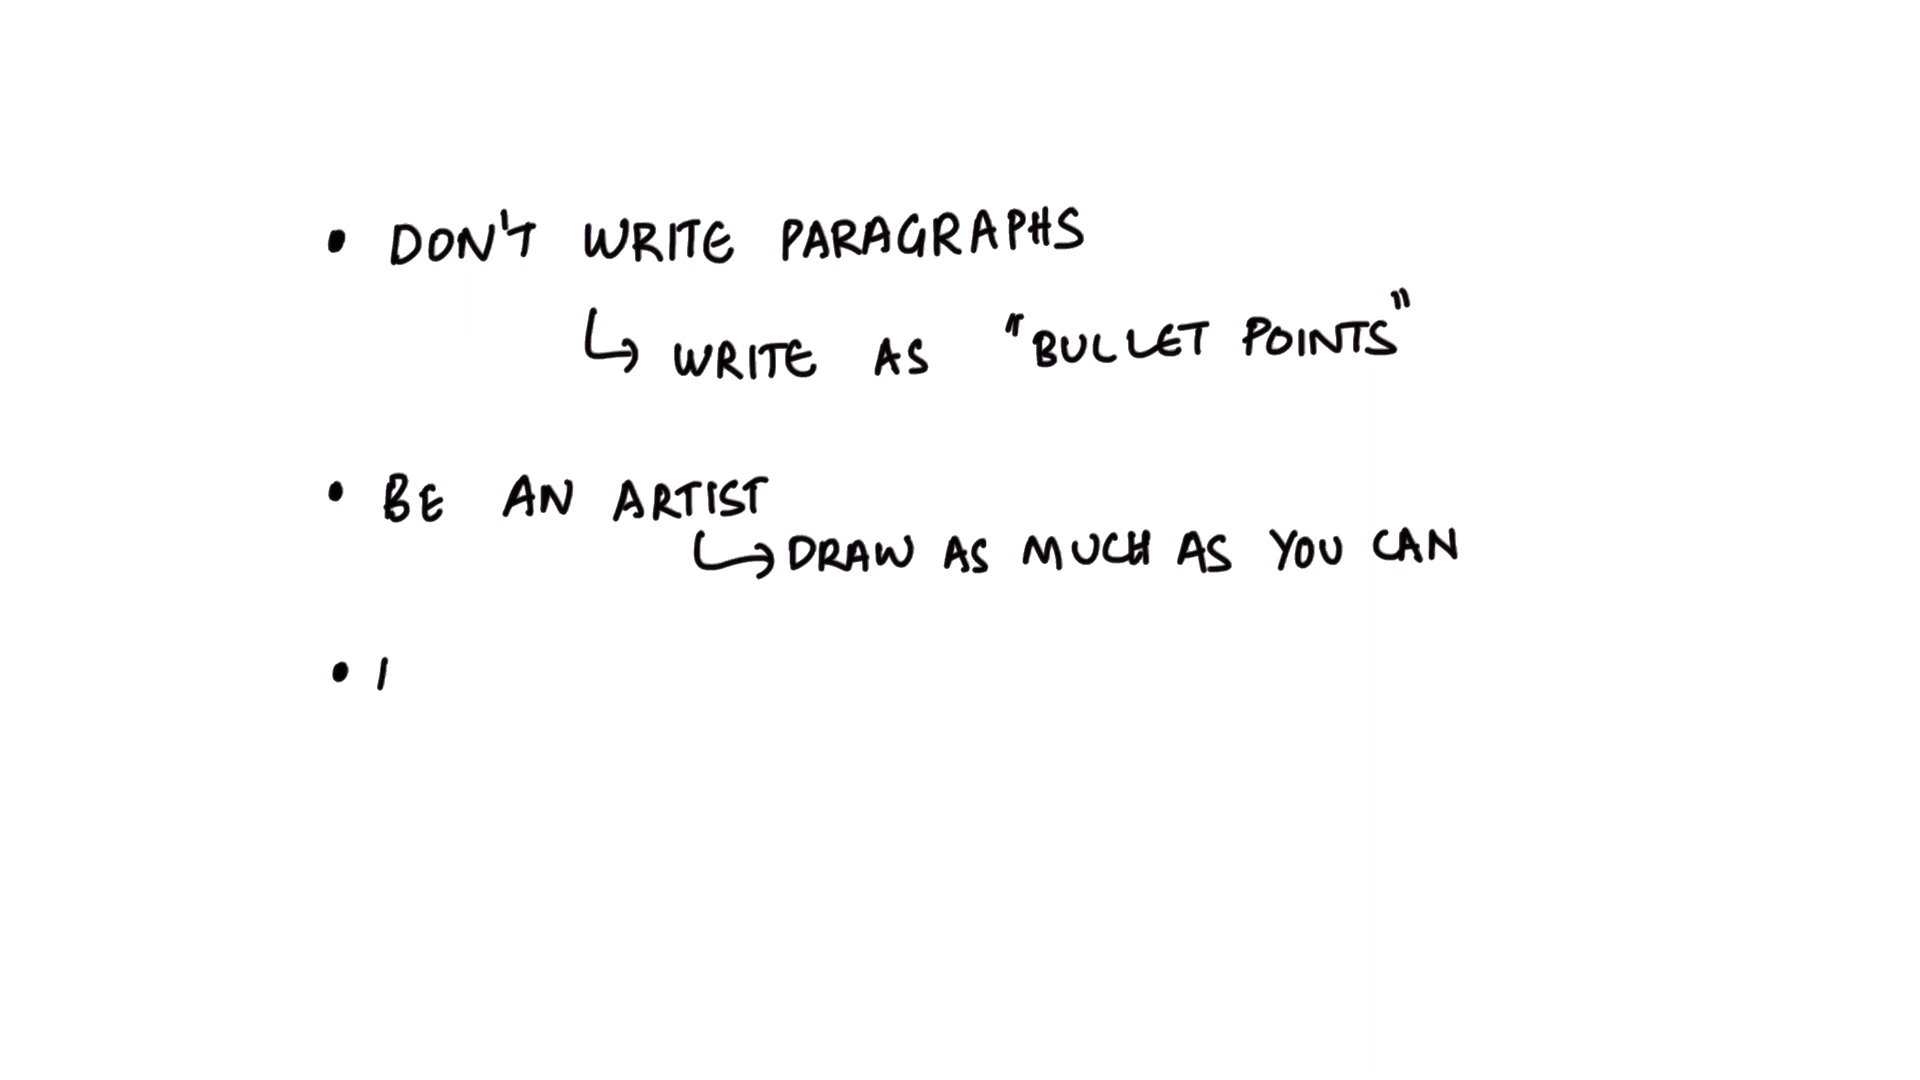 • DON'T WRITE PARAGRAPHS
↳ WRITE AS "BULLET POINTS"
• BE AN ARTIST
↳ DRAW AS MUCH AS YOU CAN
•